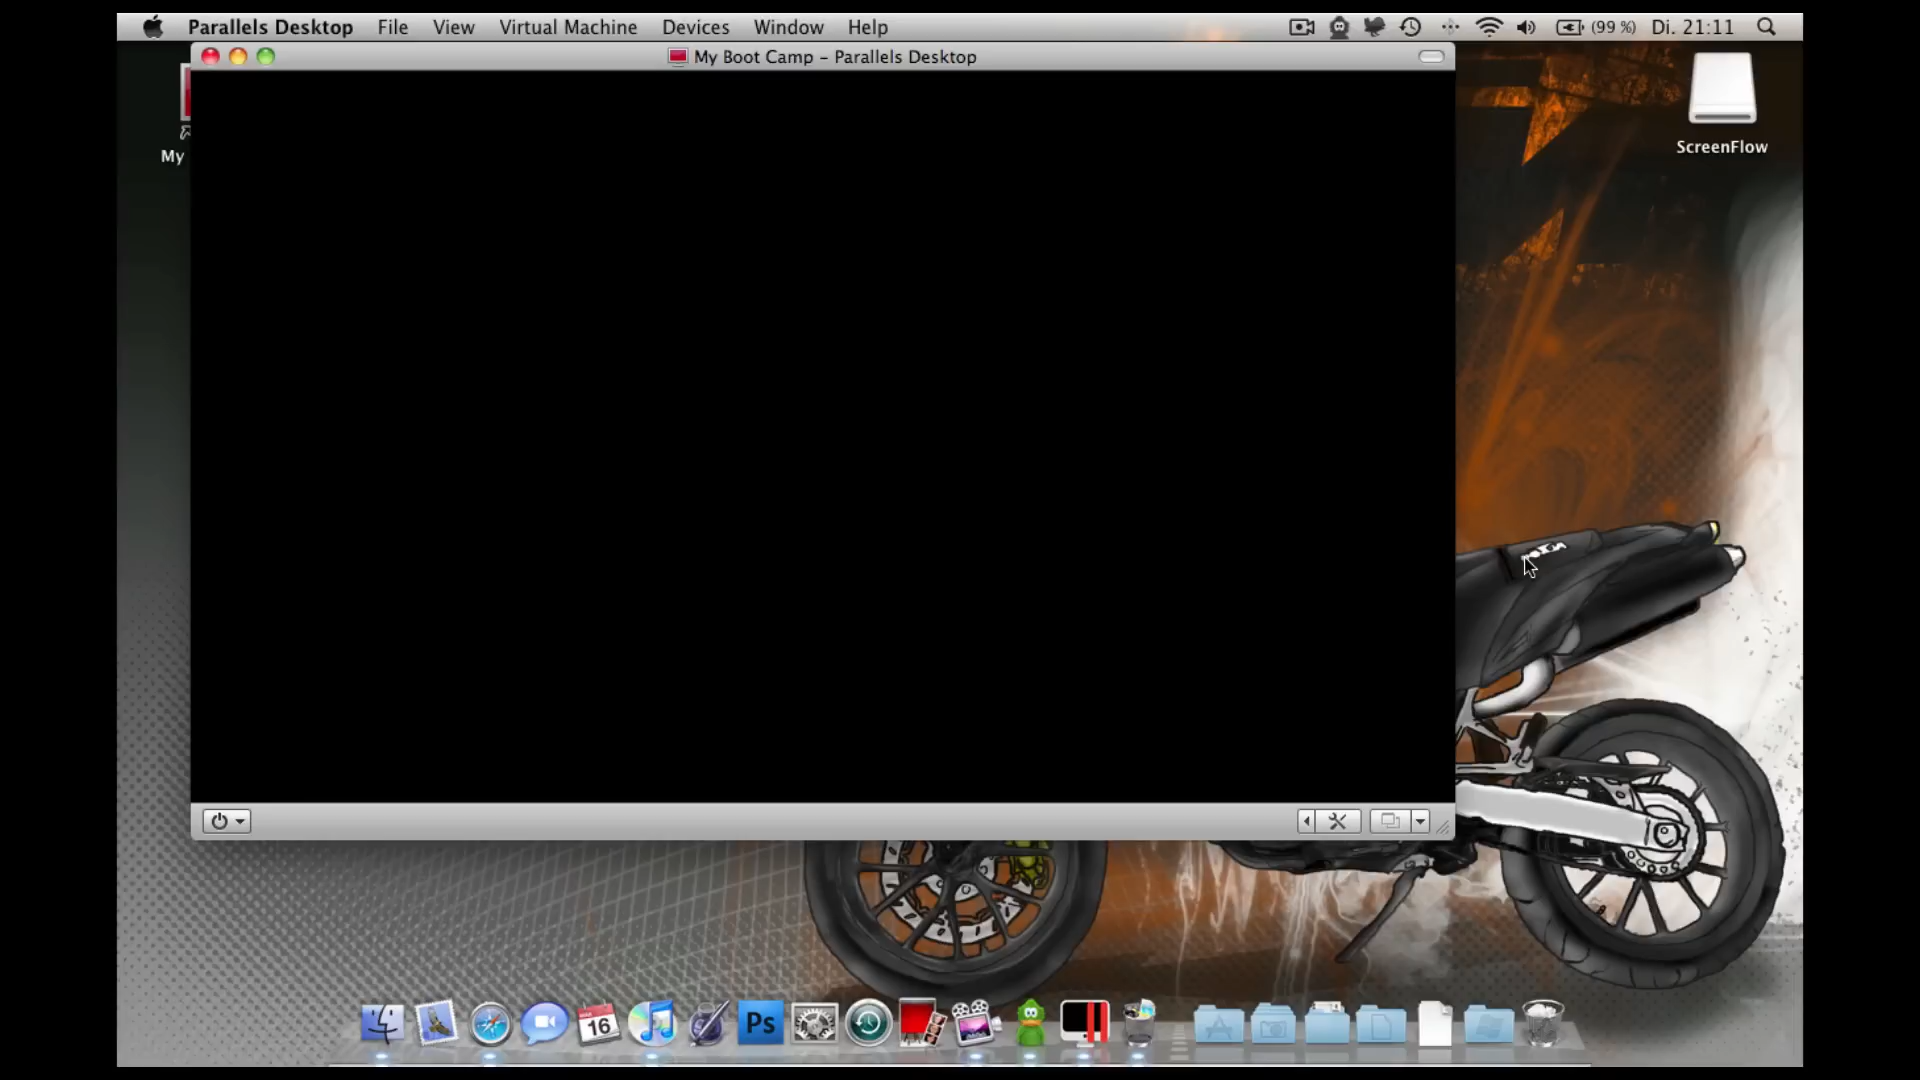 Parallels Desktop File View Virtual Machine Devices Window Help (99 %) Di. 21:11
My Boot Camp – Parallels Desktop
My
ScreenFlow
16
Ps